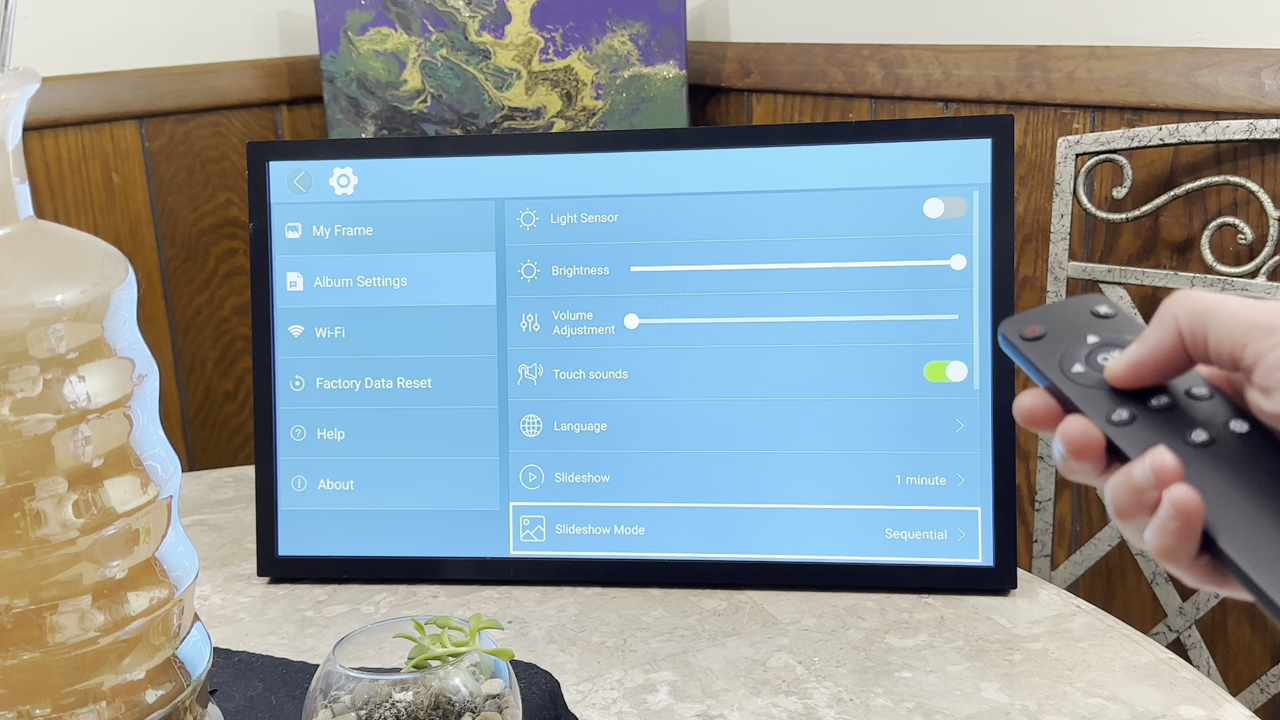 My Frame
Album Settings
Wi-Fi
Factory Data Reset
Help
About
Light Sensor
Brightness
Volume
Adjustment
Touch sounds
Language
Slideshow
1 minute
Slideshow Mode
Sequential